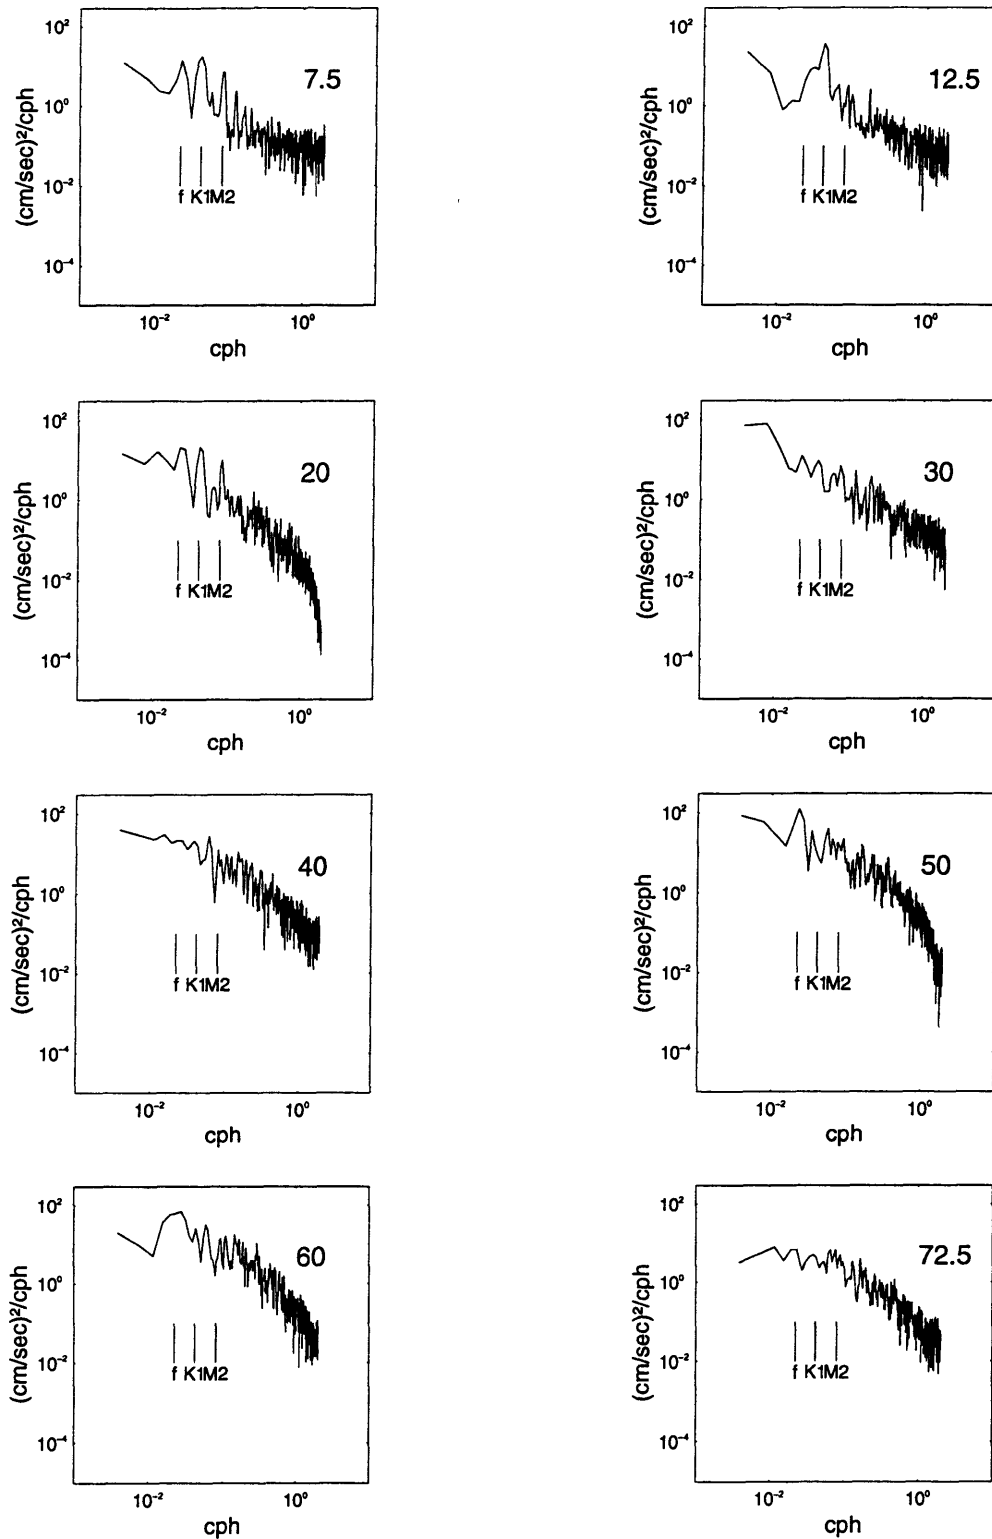 10²
10⁰
10⁻²
10⁻⁴
(cm/sec)²/cph
7.5
f K1M2
10⁻² 10⁰
cph
10²
10⁰
10⁻²
10⁻⁴
(cm/sec)²/cph
12.5
f K1M2
10⁻² 10⁰
cph
10²
10⁰
10⁻²
10⁻⁴
(cm/sec)²/cph
20
f K1M2
10⁻² 10⁰
cph
10²
10⁰
10⁻²
10⁻⁴
(cm/sec)²/cph
30
f K1M2
10⁻² 10⁰
cph
10²
10⁰
10⁻²
10⁻⁴
(cm/sec)²/cph
40
f K1M2
10⁻² 10⁰
cph
10²
10⁰
10⁻²
10⁻⁴
(cm/sec)²/cph
50
f K1M2
10⁻² 10⁰
cph
10²
10⁰
10⁻²
10⁻⁴
(cm/sec)²/cph
60
f K1M2
10⁻² 10⁰
cph
10²
10⁰
10⁻²
10⁻⁴
(cm/sec)²/cph
72.5
f K1M2
10⁻² 10⁰
cph